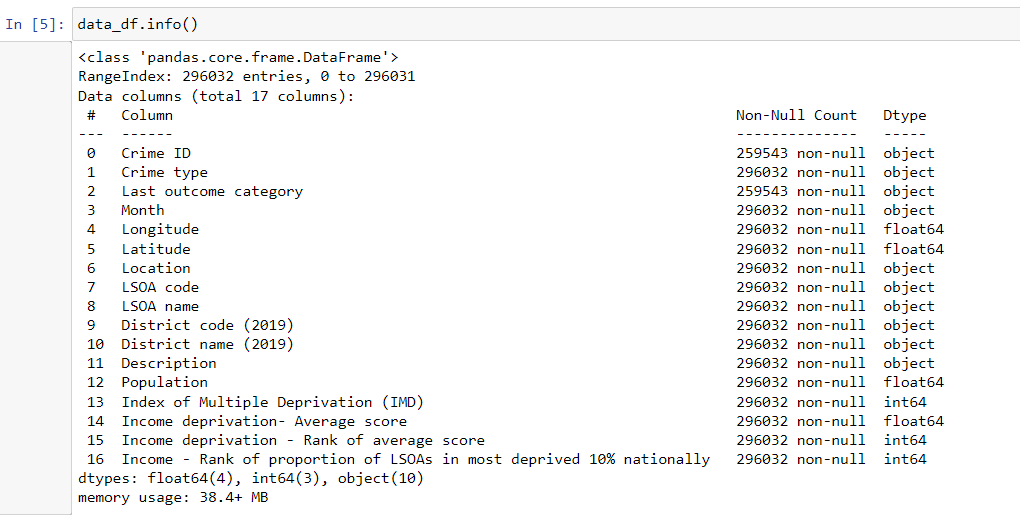 In [5]: data_df.info()
<class 'pandas.core.frame.DataFrame'>
RangeIndex: 296032 entries, 0 to 296031
Data columns (total 17 columns):
 #   Column                                                                Non-Null Count   Dtype
---  ------                                                                --------------   -----
 0   Crime ID                                                              259543 non-null  object
 1   Crime type                                                            296032 non-null  object
 2   Last outcome category                                                 259543 non-null  object
 3   Month                                                                 296032 non-null  object
 4   Longitude                                                             296032 non-null  float64
 5   Latitude                                                              296032 non-null  float64
 6   Location                                                              296032 non-null  object
 7   LSOA code                                                             296032 non-null  object
 8   LSOA name                                                             296032 non-null  object
 9   District code (2019)                                                  296032 non-null  object
 10  District name (2019)                                                  296032 non-null  object
 11  Description                                                           296032 non-null  object
 12  Population                                                            296032 non-null  float64
 13  Index of Multiple Deprivation (IMD)                                   296032 non-null  int64
 14  Income deprivation- Average score                                     296032 non-null  float64
 15  Income deprivation - Rank of average score                            296032 non-null  int64
 16  Income - Rank of proportion of LSOAs in most deprived 10% nationally  296032 non-null  int64
dtypes: float64(4), int64(3), object(10)
memory usage: 38.4+ MB